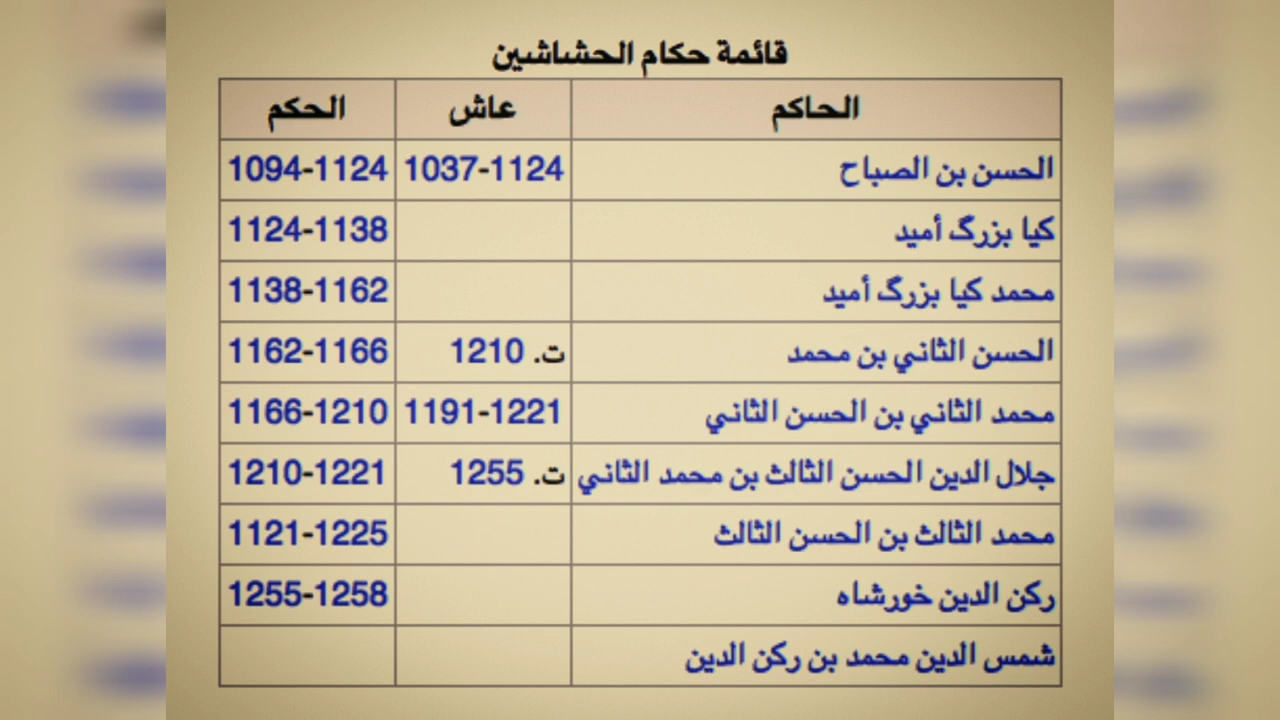 قائمة حكام الحشاشين
الحاكم عاش الحكم
الحسن بن الصباح 1037-1124 1094-1124
كيا بزرگ أميد 1124-1138
محمد كيا بزرگ أميد 1138-1162
الحسن الثاني بن محمد ت. 1210 1162-1166
محمد الثاني بن الحسن الثاني 1191-1221 1166-1210
جلال الدين الحسن الثالث بن محمد الثاني ت. 1255 1210-1221
محمد الثالث بن الحسن الثالث 1121-1225
ركن الدين خورشاه 1255-1258
شمس الدين محمد بن ركن الدين